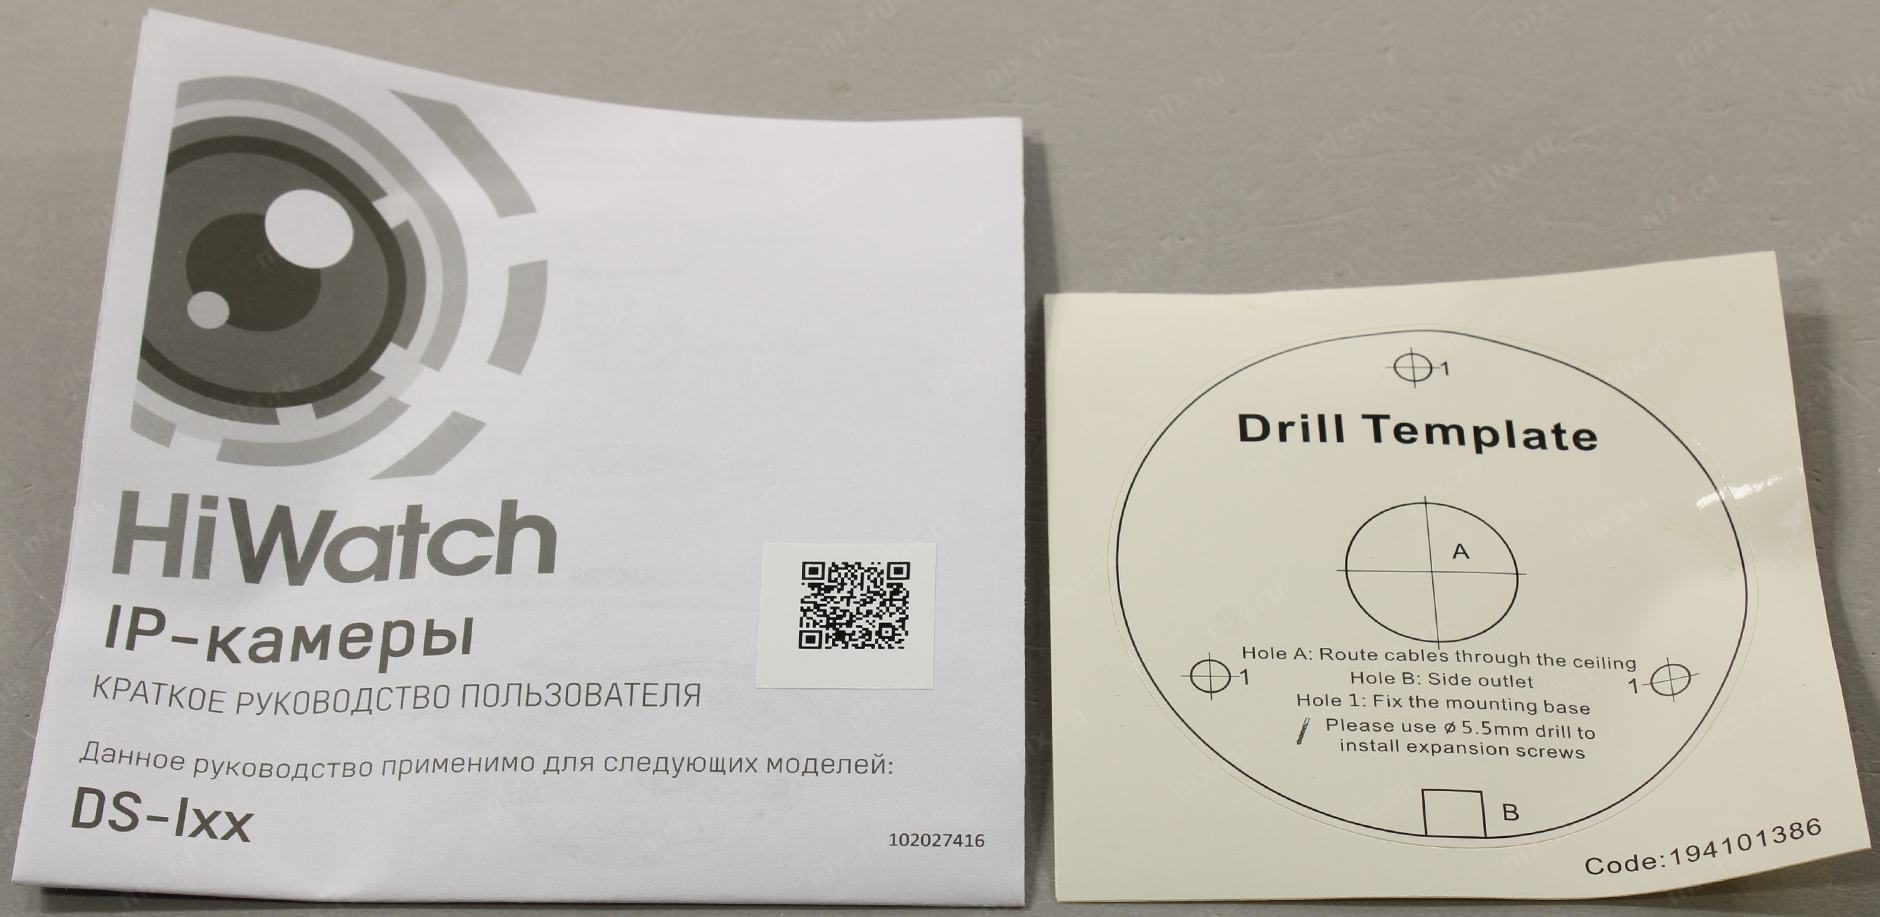 HiWatch
IP-камеры
КРАТКОЕ РУКОВОДСТВО ПОЛЬЗОВАТЕЛЯ
Данное руководство применимо для следующих моделей:
DS-Ixx
102027416
1
Drill Template
A
Hole A: Route cables through the ceiling
1
Hole B: Side outlet
1
Hole 1: Fix the mounting base
Please use ø 5.5mm drill to
install expansion screws
B
Code:194101386
nix.ru